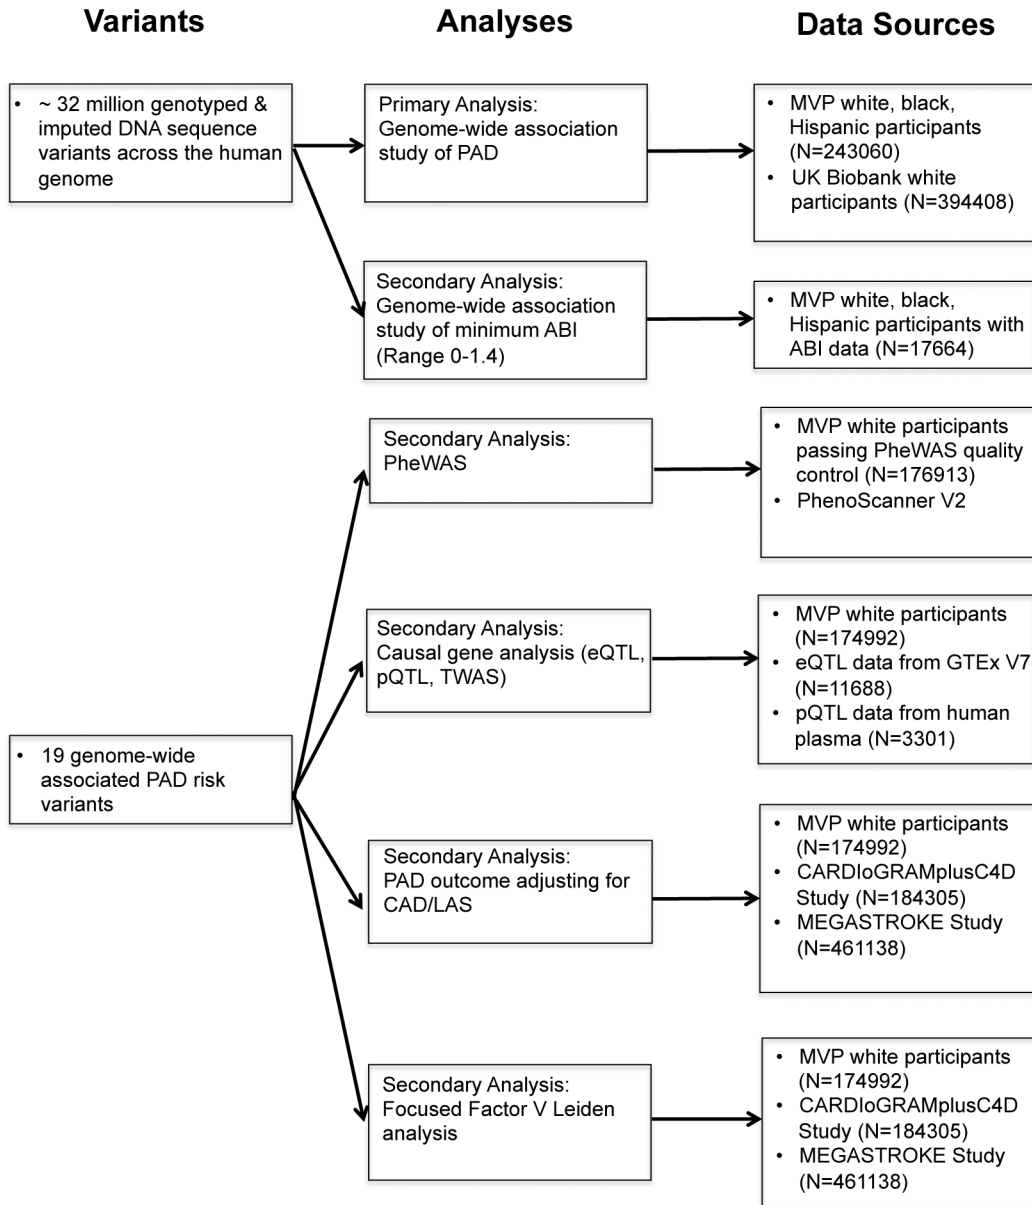 Variants
Analyses
Data Sources
• ~ 32 million genotyped &
imputed DNA sequence
variants across the human
genome
Primary Analysis:
Genome-wide association
study of PAD
• MVP white, black,
Hispanic participants
(N=243060)
• UK Biobank white
participants (N=394408)
Secondary Analysis:
Genome-wide association
study of minimum ABI
(Range 0-1.4)
• MVP white, black,
Hispanic participants with
ABI data (N=17664)
Secondary Analysis:
PheWAS
• MVP white participants
passing PheWAS quality
control (N=176913)
• PhenoScanner V2
Secondary Analysis:
Causal gene analysis (eQTL,
pQTL, TWAS)
• MVP white participants
(N=174992)
• eQTL data from GTEx V7
(N=11688)
• pQTL data from human
plasma (N=3301)
• 19 genome-wide
associated PAD risk
variants
Secondary Analysis:
PAD outcome adjusting for
CAD/LAS
• MVP white participants
(N=174992)
• CARDIoGRAMplusC4D
Study (N=184305)
• MEGASTROKE Study
(N=461138)
Secondary Analysis:
Focused Factor V Leiden
analysis
• MVP white participants
(N=174992)
• CARDIoGRAMplusC4D
Study (N=184305)
• MEGASTROKE Study
(N=461138)